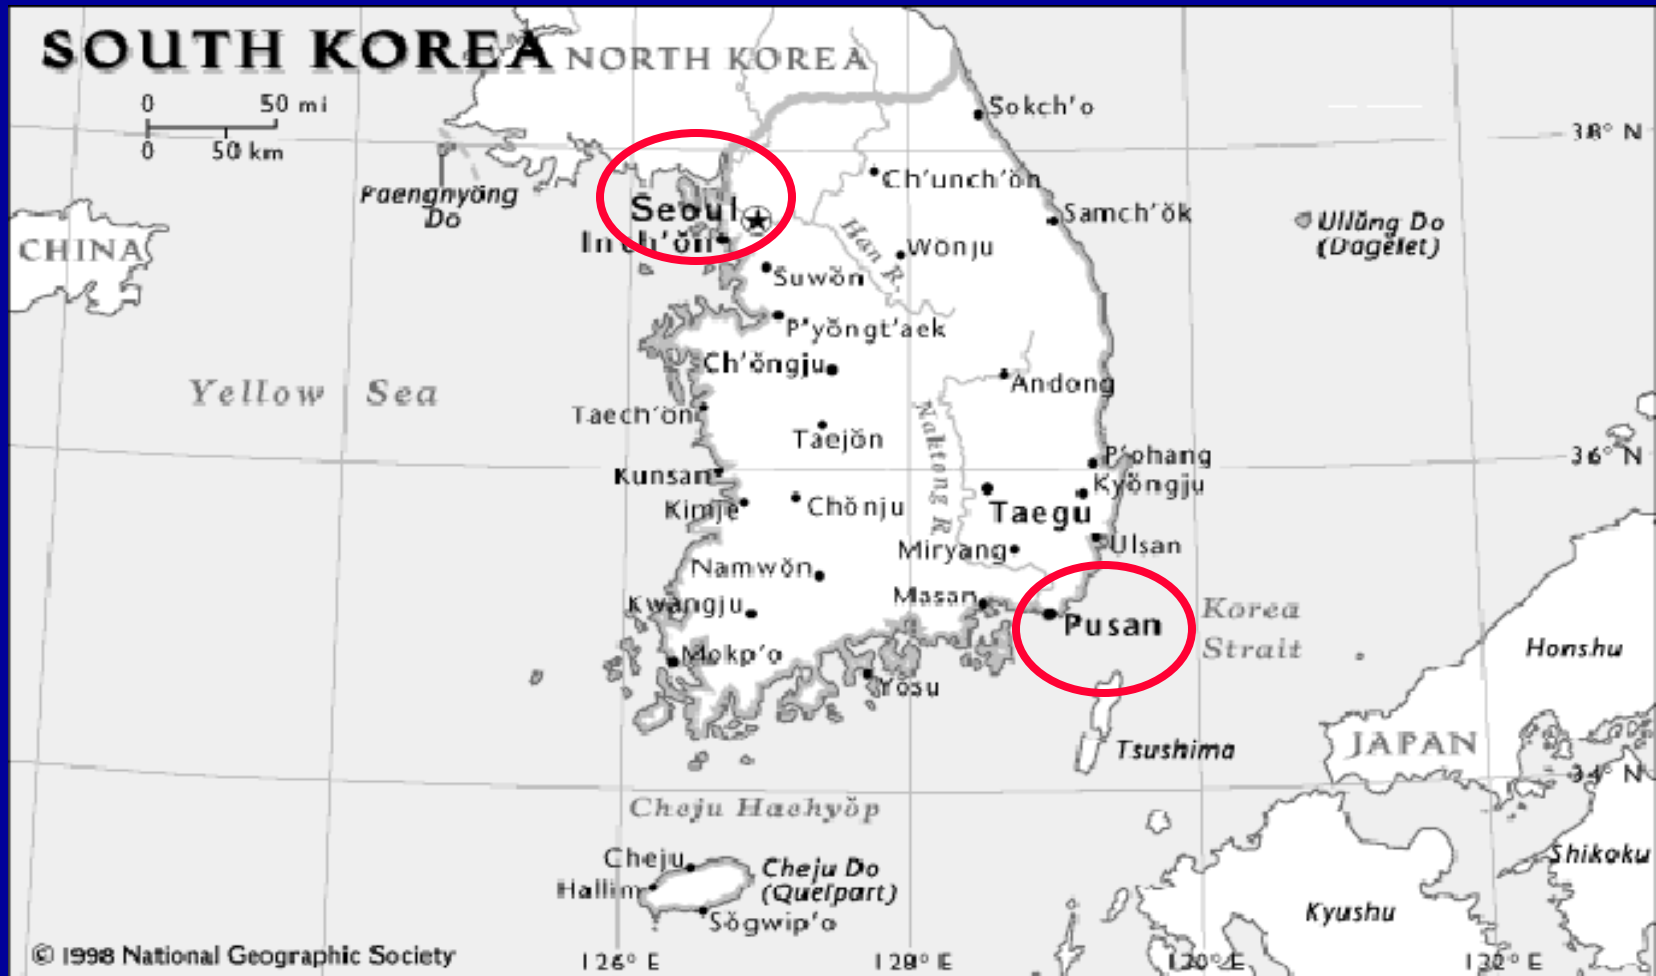 SOUTH KOREA
NORTH KOREA
0 50 mi
0 50 km
Sokch'o
38° N
Paengnyŏng
Do
Ch'unch'ŏn
Seoul
Samch'ŏk
Ullŭng Do
(Dagelet)
CHINA
Inch'ŏn
Han R.
Wŏnju
Suwŏn
P'yŏngt'aek
Ch'ŏngju
Andong
Yellow Sea
Taech'ŏn
Taejŏn
Naktong R.
P'ohang
36° N
Kunsan
Kyŏngju
Kimje
Chŏnju
Taegu
Ulsan
Miryang
Namwŏn
Masan
Kwangju
Korea
Strait
Pusan
Honshu
Mokp'o
Yŏsu
JAPAN
Tsushima
34° N
Cheju Haehyŏp
Cheju
Cheju Do
(Quelpart)
Hallim
Shikoku
Sŏgwip'o
Kyushu
© 1998 National Geographic Society
126° E
128° E
130° E
132° E